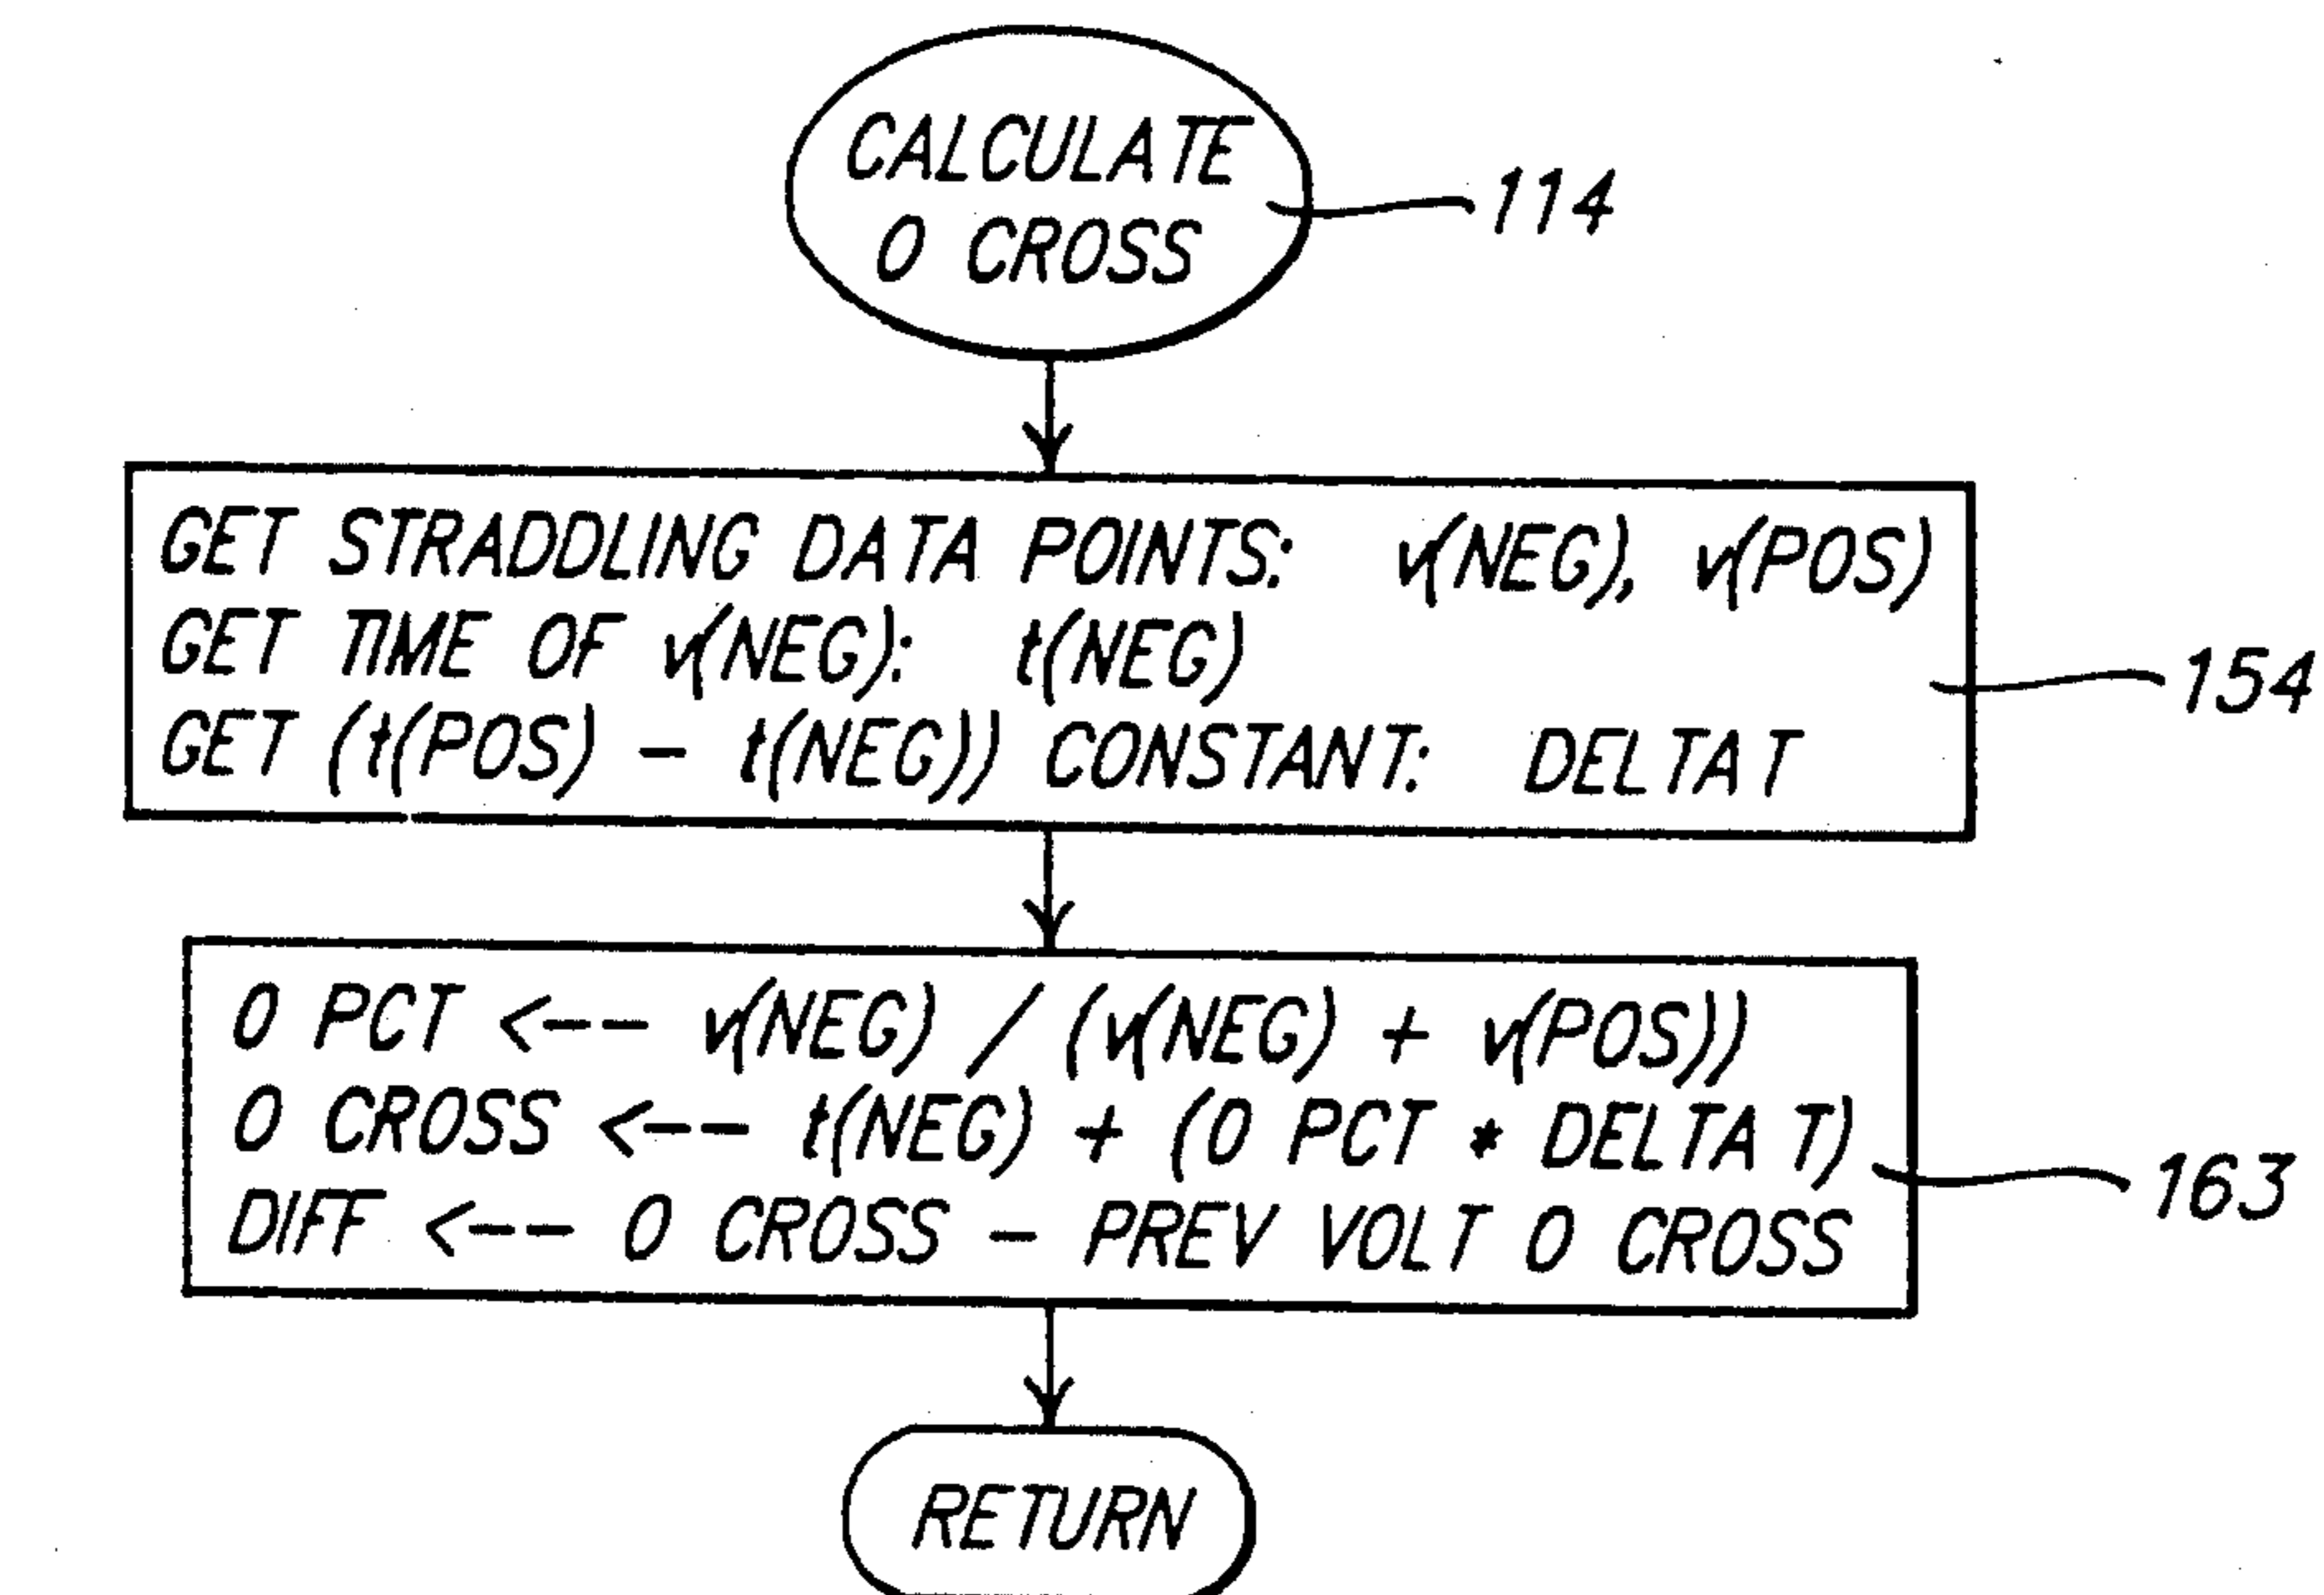 CALCULATE
0 CROSS
114
GET STRADDLING DATA POINTS: v(NEG), v(POS)
GET TIME OF v(NEG): t(NEG)
GET (t(POS) - t(NEG)) CONSTANT: DELTA T
154
0 PCT <-- v(NEG) / (v(NEG) + v(POS))
0 CROSS <-- t(NEG) + (0 PCT * DELTA T)
DIFF <-- 0 CROSS - PREV VOLT 0 CROSS
163
RETURN